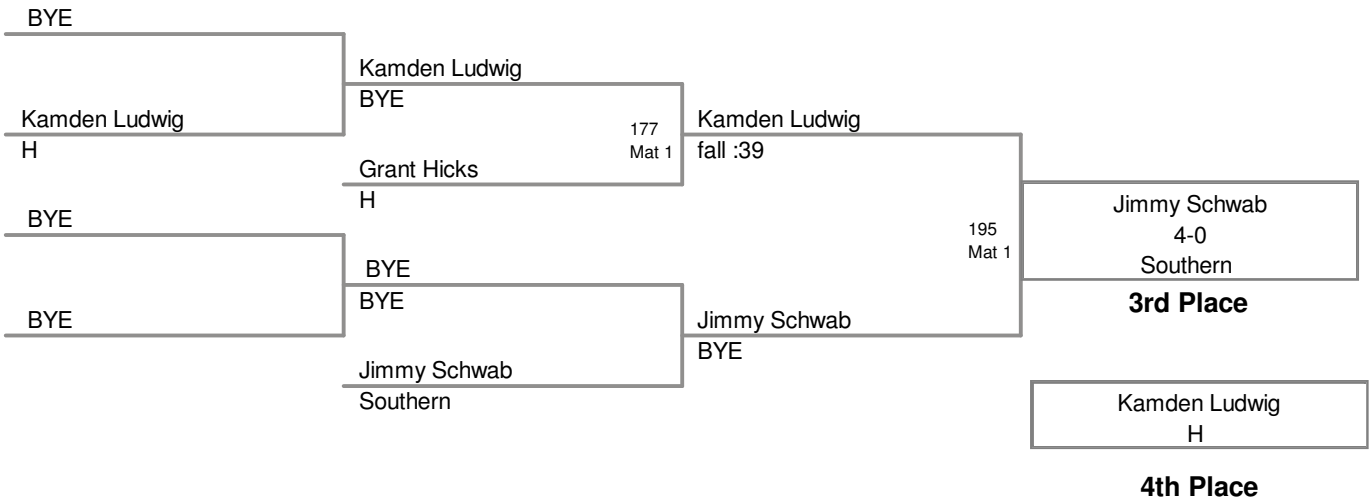 BYE
Kamden Ludwig
BYE
Kamden Ludwig
H
177
Mat 1
Kamden Ludwig
fall :39
Grant Hicks
H
BYE
195
Mat 1
Jimmy Schwab
4-0
Southern
3rd Place
BYE
BYE
BYE
Jimmy Schwab
BYE
Jimmy Schwab
Southern
Kamden Ludwig
H
4th Place